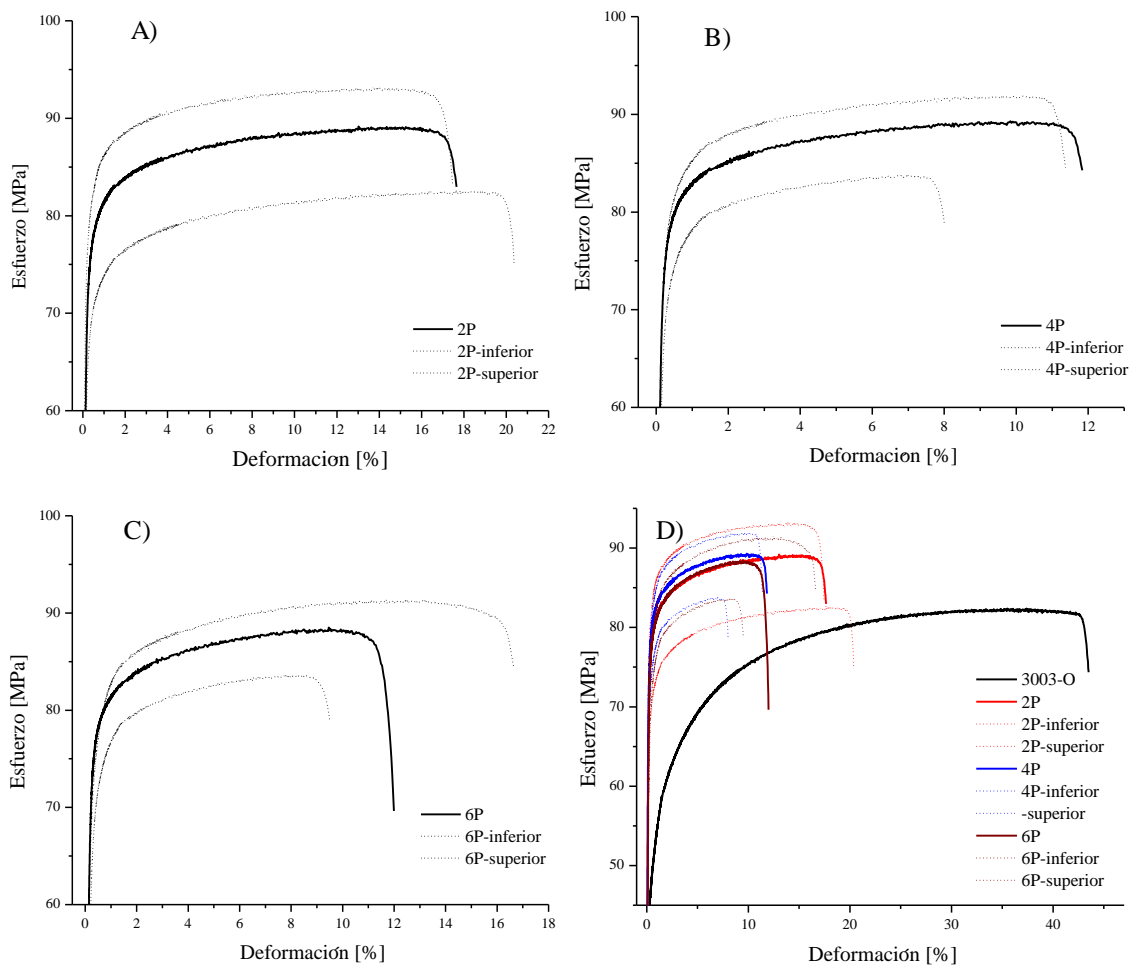 A)
Esfuerzo [MPa]
100
90
80
70
60
2P
2P-inferior
2P-superior
0 2 4 6 8 10 12 14 16 18 20 22
Deformación [%]
B)
Esfuerzo [MPa]
100
90
80
70
60
4P
4P-inferior
4P-superior
0 2 4 6 8 10 12
Deformación [%]
C)
Esfuerzo [MPa]
100
90
80
70
60
6P
6P-inferior
6P-superior
0 2 4 6 8 10 12 14 16 18
Deformación [%]
D)
Esfuerzo [MPa]
90
80
70
60
50
3003-O
2P
2P-inferior
2P-superior
4P
4P-inferior
-superior
6P
6P-inferior
6P-superior
0 10 20 30 40
Deformación [%]